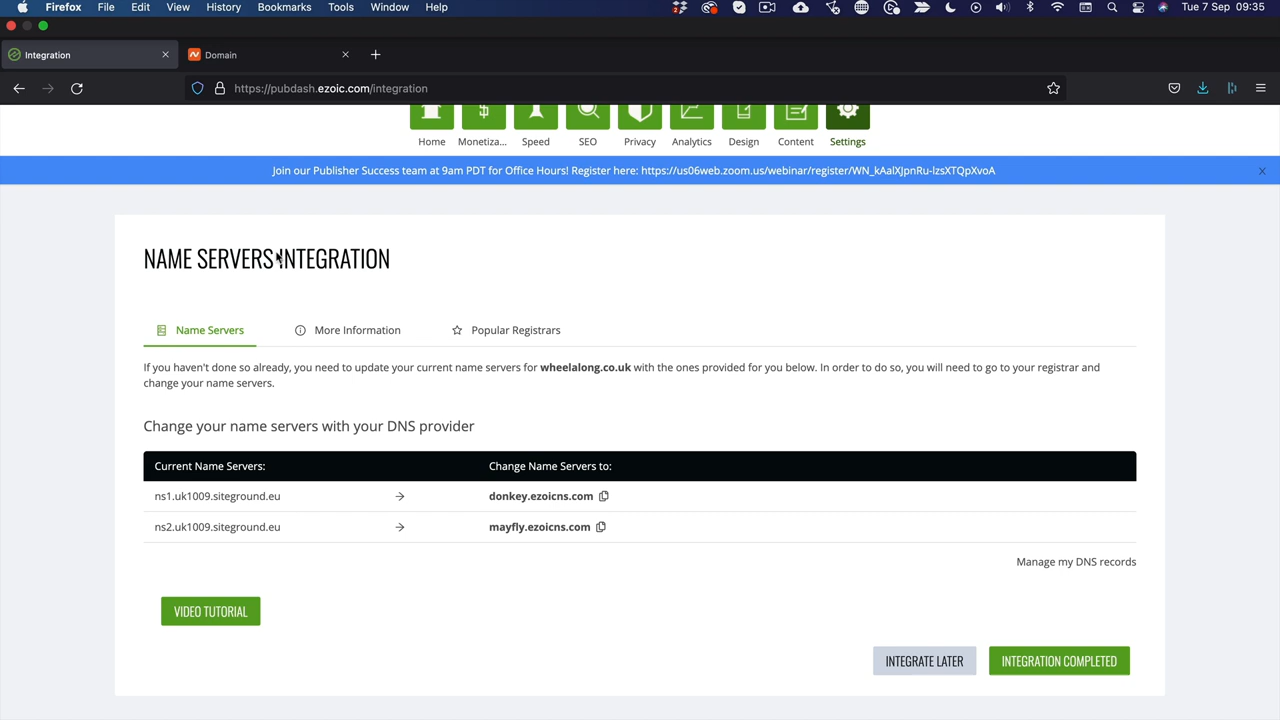 Firefox File Edit View History Bookmarks Tools Window Help Tue 7 Sep 09:35
Integration Domain
https://pubdash.ezoic.com/integration
Home Monetiza... Speed SEO Privacy Analytics Design Content Settings
Join our Publisher Success team at 9am PDT for Office Hours! Register here: https://us06web.zoom.us/webinar/register/WN_kAalXJpnRu-lzsXTQpXvoA
NAME SERVERS INTEGRATION
Name Servers More Information Popular Registrars
If you haven't done so already, you need to update your current name servers for wheelalong.co.uk with the ones provided for you below. In order to do so, you will need to go to your registrar and
change your name servers.
Change your name servers with your DNS provider
Current Name Servers: Change Name Servers to:
ns1.uk1009.siteground.eu → donkey.ezoicns.com
ns2.uk1009.siteground.eu → mayfly.ezoicns.com
Manage my DNS records
VIDEO TUTORIAL
INTEGRATE LATER INTEGRATION COMPLETED